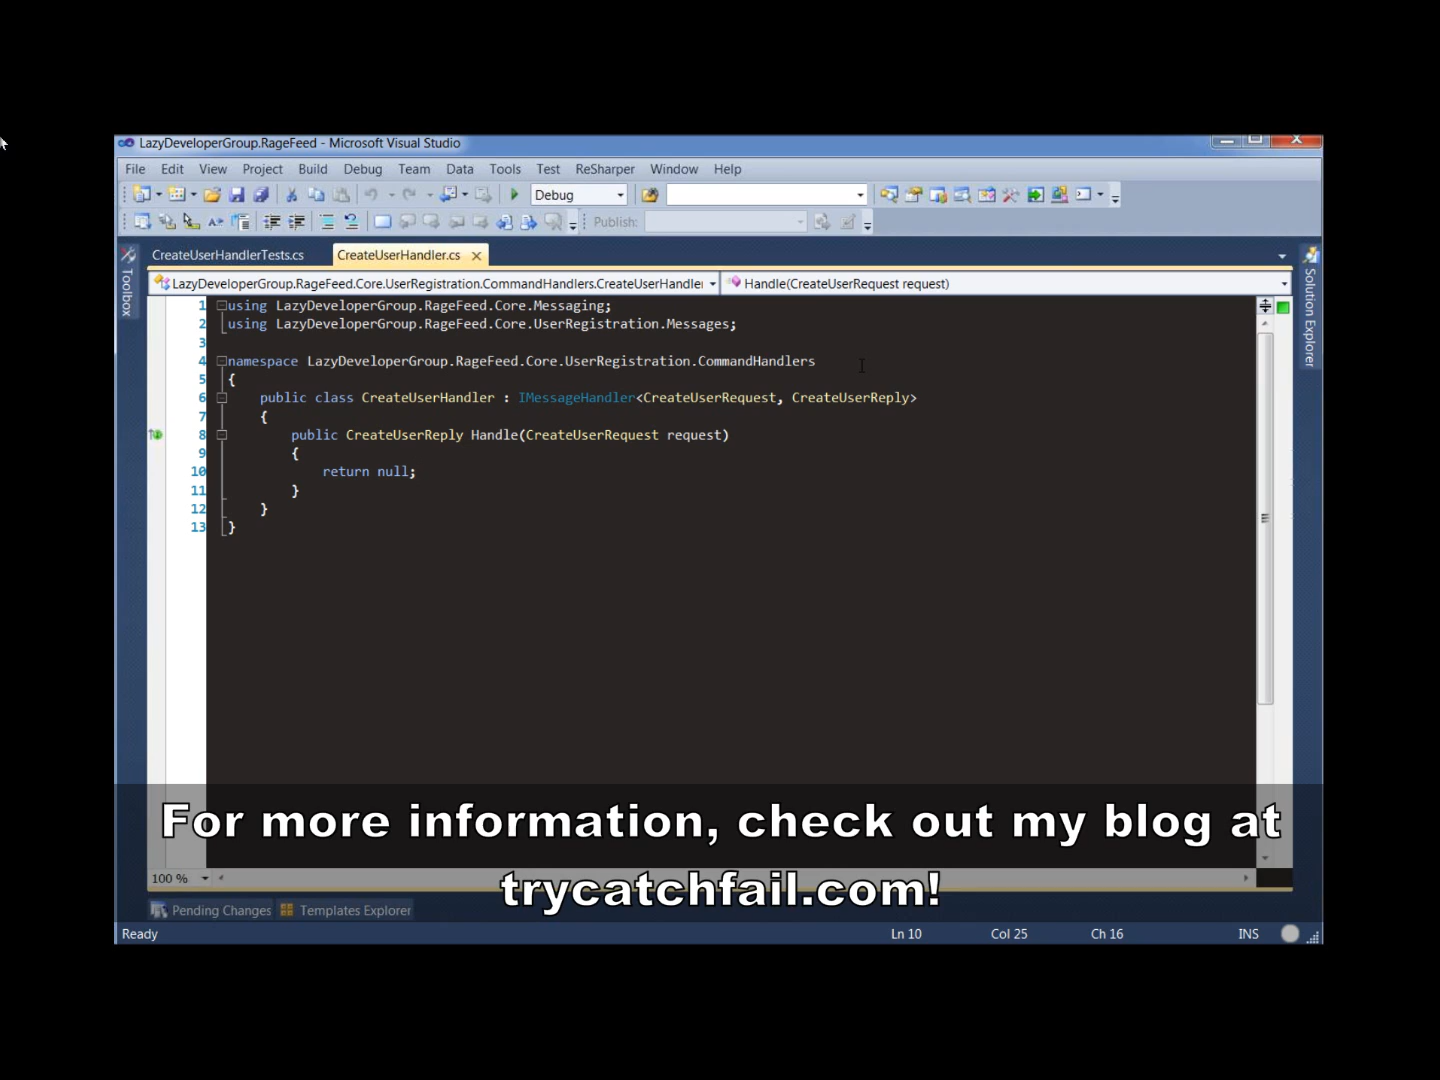 LazyDeveloperGroup.RageFeed - Microsoft Visual Studio
File Edit View Project Build Debug Team Data Tools Test ReSharper Window Help
Debug
Publish:
CreateUserHandlerTests.cs CreateUserHandler.cs
Toolbox
Solution Explorer
LazyDeveloperGroup.RageFeed.Core.UserRegistration.CommandHandlers.CreateUserHandler Handle(CreateUserRequest request)
1 using LazyDeveloperGroup.RageFeed.Core.Messaging;
2 using LazyDeveloperGroup.RageFeed.Core.UserRegistration.Messages;
3
4 namespace LazyDeveloperGroup.RageFeed.Core.UserRegistration.CommandHandlers
5 {
6 public class CreateUserHandler : IMessageHandler<CreateUserRequest, CreateUserReply>
7 {
8 public CreateUserReply Handle(CreateUserRequest request)
9 {
10 return null;
11 }
12 }
13 }
For more information, check out my blog at
trycatchfail.com!
100 %
Pending Changes Templates Explorer
Ready Ln 10 Col 25 Ch 16 INS